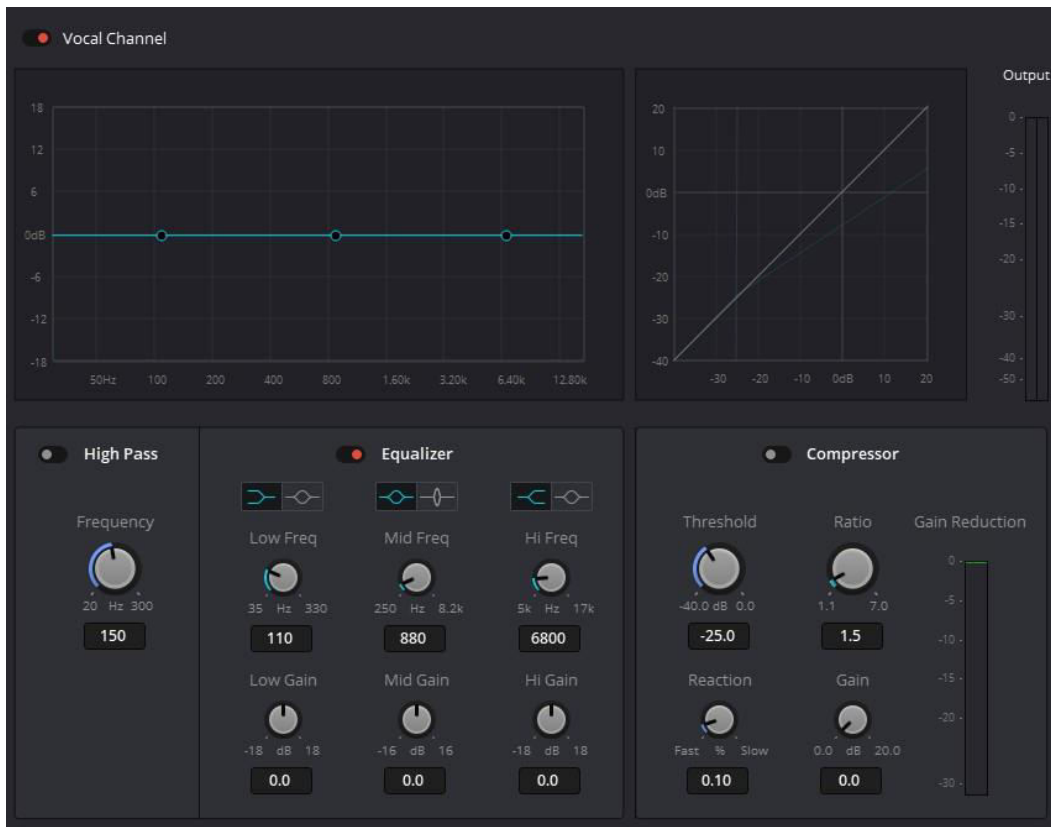 Vocal Channel
Output
18
12
6
0dB
-6
-12
-18
50Hz 100 200 400 800 1.60k 3.20k 6.40k 12.80k
20
10
0dB
-10
-20
-30
-40
-30 -20 -10 0dB 10 20
0 -
-5 -
-10 -
-15 -
-20 -
-30 -
-40 -
-50 -
High Pass
Frequency
20 Hz 300
150
Equalizer
Low Freq Mid Freq Hi Freq
35 Hz 330 250 Hz 8.2k 5k Hz 17k
110 880 6800
Low Gain Mid Gain Hi Gain
-18 dB 18 -16 dB 16 -18 dB 18
0.0 0.0 0.0
Compressor
Threshold Ratio Gain Reduction
-40.0 dB 0.0 1.1 7.0
-25.0 1.5
Reaction Gain
Fast % Slow 0.0 dB 20.0
0.10 0.0
0 -
-5 -
-10 -
-15 -
-20 -
-30 -